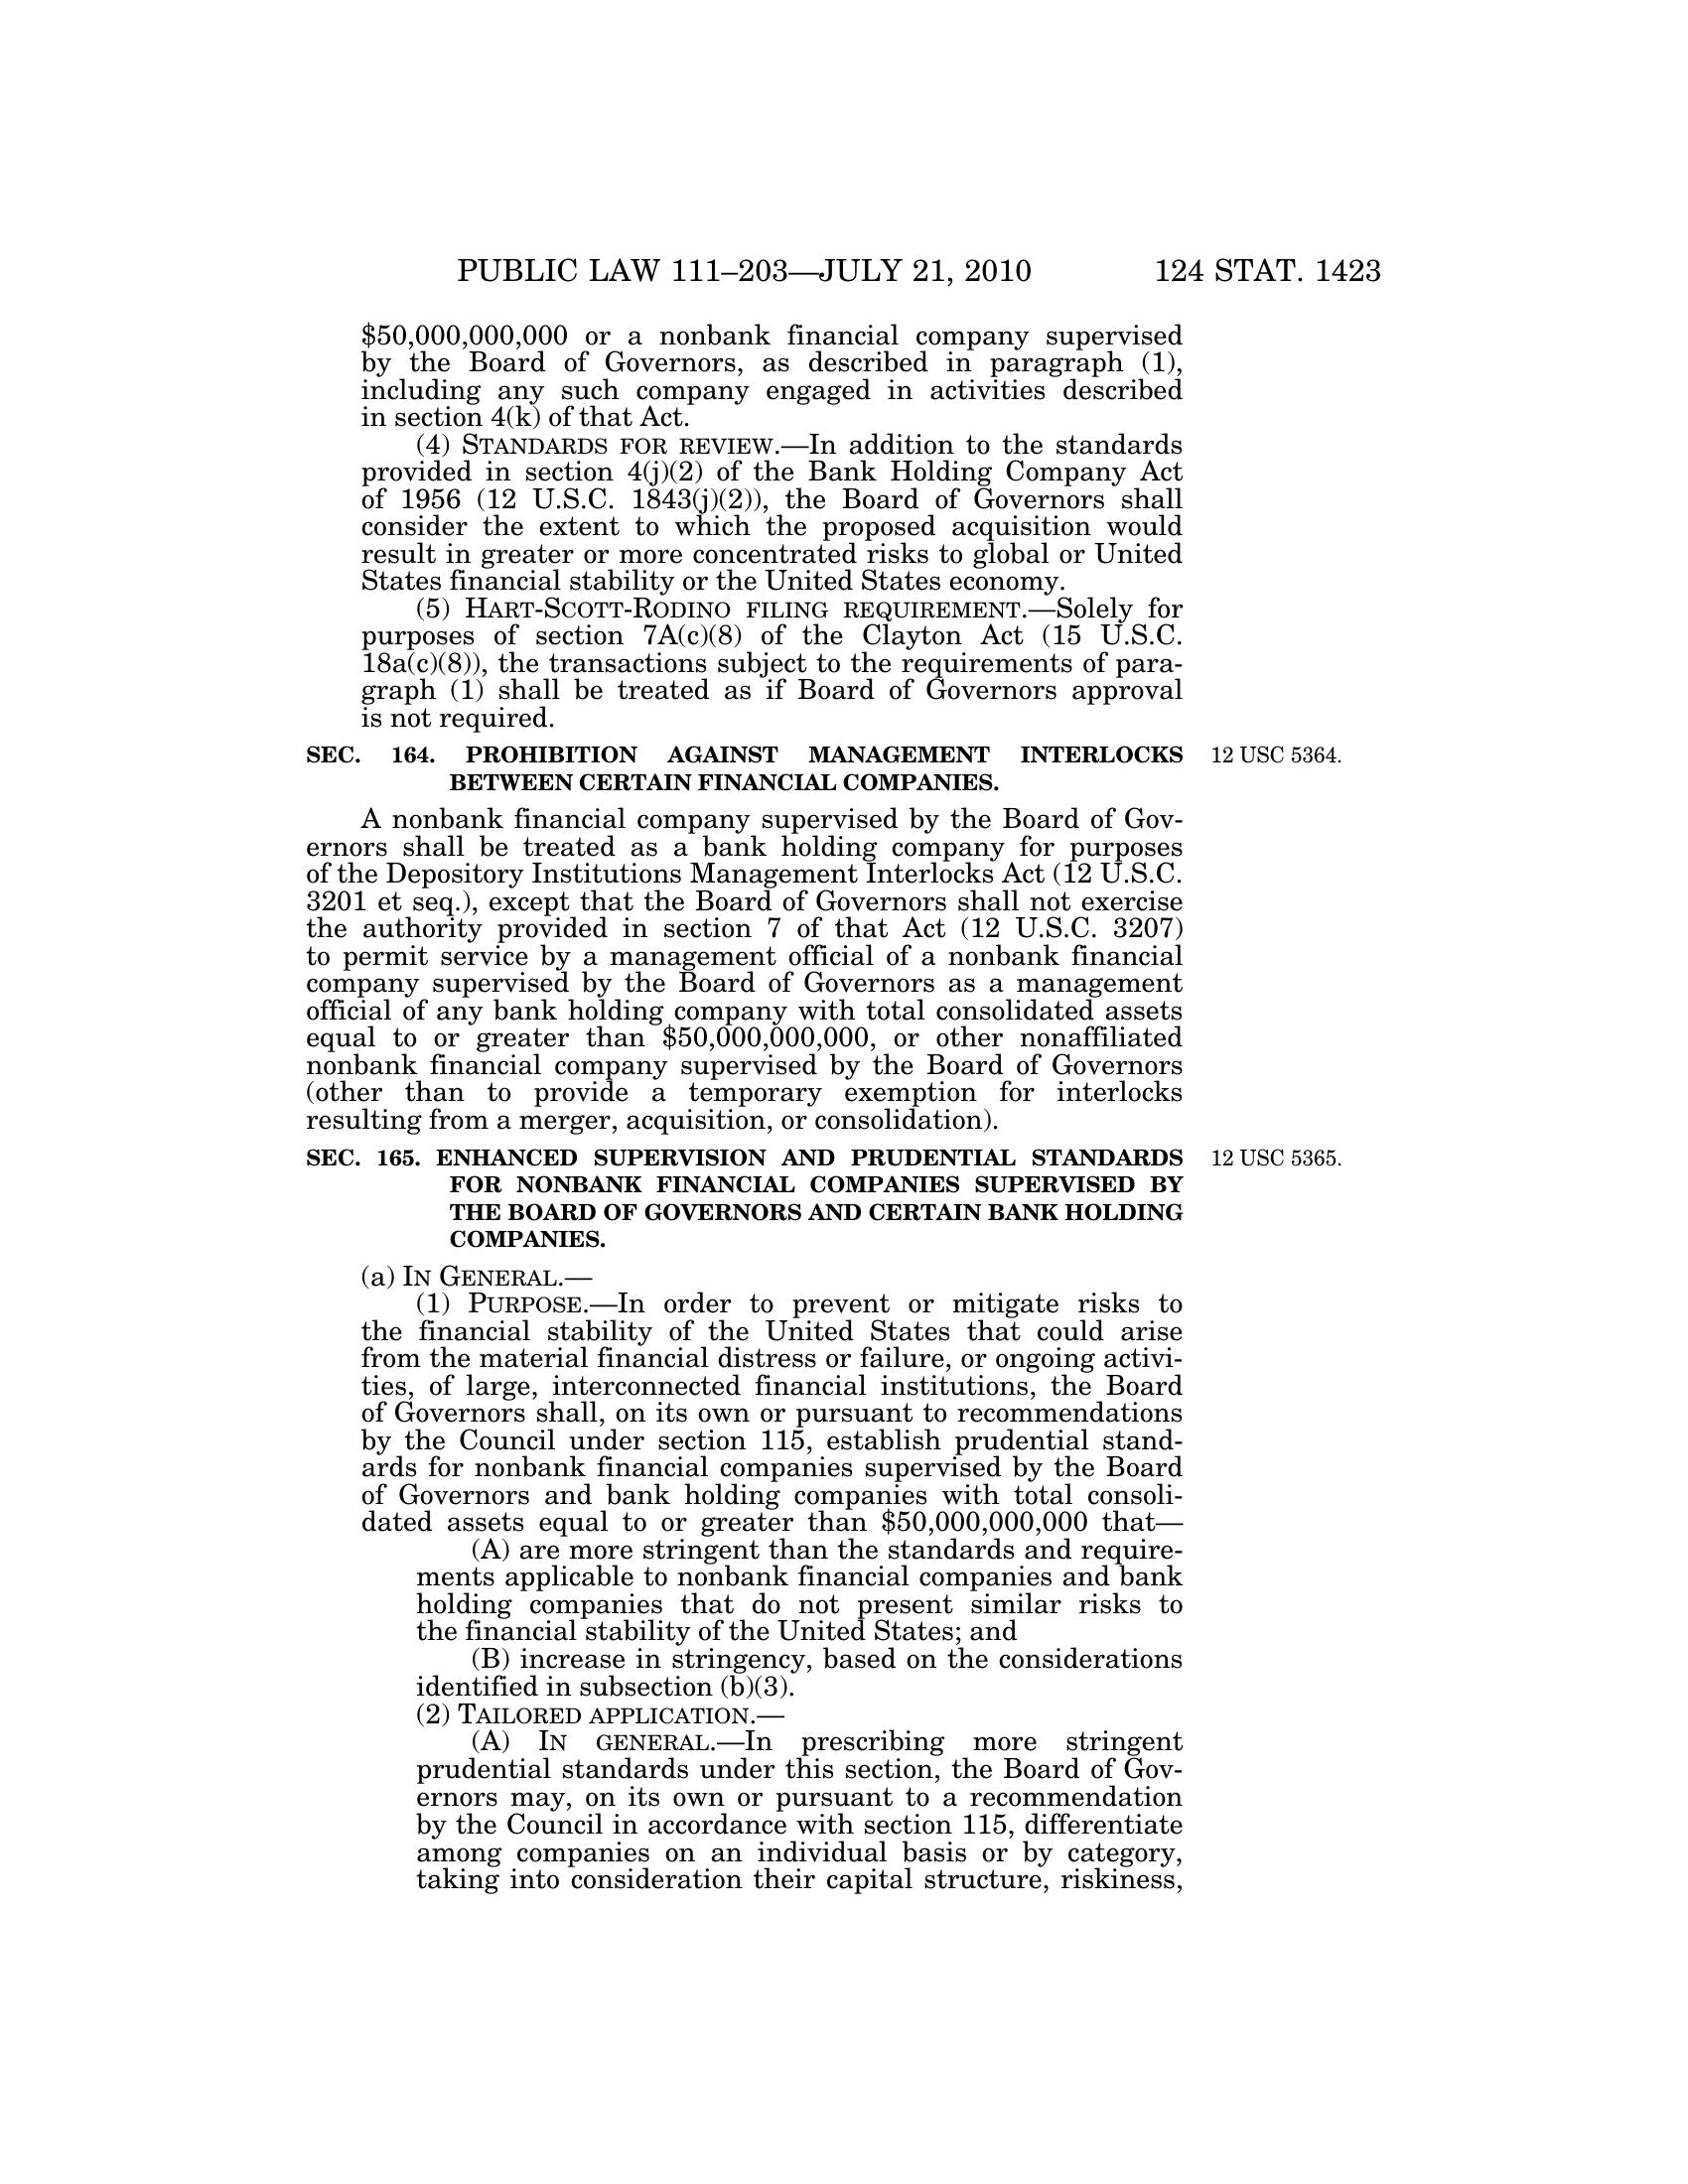 PUBLIC LAW 111–203—JULY 21, 2010 124 STAT. 1423
$50,000,000,000 or a nonbank financial company supervised
by the Board of Governors, as described in paragraph (1),
including any such company engaged in activities described
in section 4(k) of that Act.
(4) STANDARDS FOR REVIEW.—In addition to the standards
provided in section 4(j)(2) of the Bank Holding Company Act
of 1956 (12 U.S.C. 1843(j)(2)), the Board of Governors shall
consider the extent to which the proposed acquisition would
result in greater or more concentrated risks to global or United
States financial stability or the United States economy.
(5) HART-SCOTT-RODINO FILING REQUIREMENT.—Solely for
purposes of section 7A(c)(8) of the Clayton Act (15 U.S.C.
18a(c)(8)), the transactions subject to the requirements of para-
graph (1) shall be treated as if Board of Governors approval
is not required.
SEC. 164. PROHIBITION AGAINST MANAGEMENT INTERLOCKS 12 USC 5364.
BETWEEN CERTAIN FINANCIAL COMPANIES.
A nonbank financial company supervised by the Board of Gov-
ernors shall be treated as a bank holding company for purposes
of the Depository Institutions Management Interlocks Act (12 U.S.C.
3201 et seq.), except that the Board of Governors shall not exercise
the authority provided in section 7 of that Act (12 U.S.C. 3207)
to permit service by a management official of a nonbank financial
company supervised by the Board of Governors as a management
official of any bank holding company with total consolidated assets
equal to or greater than $50,000,000,000, or other nonaffiliated
nonbank financial company supervised by the Board of Governors
(other than to provide a temporary exemption for interlocks
resulting from a merger, acquisition, or consolidation).
SEC. 165. ENHANCED SUPERVISION AND PRUDENTIAL STANDARDS 12 USC 5365.
FOR NONBANK FINANCIAL COMPANIES SUPERVISED BY
THE BOARD OF GOVERNORS AND CERTAIN BANK HOLDING
COMPANIES.
(a) IN GENERAL.—
(1) PURPOSE.—In order to prevent or mitigate risks to
the financial stability of the United States that could arise
from the material financial distress or failure, or ongoing activi-
ties, of large, interconnected financial institutions, the Board
of Governors shall, on its own or pursuant to recommendations
by the Council under section 115, establish prudential stand-
ards for nonbank financial companies supervised by the Board
of Governors and bank holding companies with total consoli-
dated assets equal to or greater than $50,000,000,000 that—
(A) are more stringent than the standards and require-
ments applicable to nonbank financial companies and bank
holding companies that do not present similar risks to
the financial stability of the United States; and
(B) increase in stringency, based on the considerations
identified in subsection (b)(3).
(2) TAILORED APPLICATION.—
(A) IN GENERAL.—In prescribing more stringent
prudential standards under this section, the Board of Gov-
ernors may, on its own or pursuant to a recommendation
by the Council in accordance with section 115, differentiate
among companies on an individual basis or by category,
taking into consideration their capital structure, riskiness,